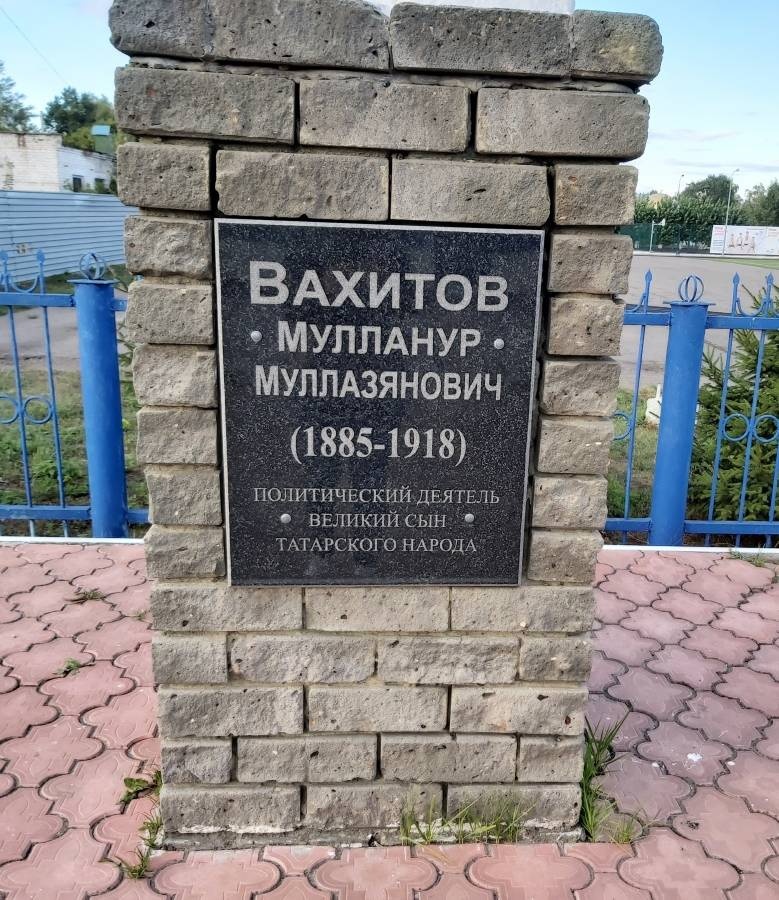 ВАХИТОВ
МУЛЛАНУР
МУЛЛАЗЯНОВИЧ
(1885-1918)
ПОЛИТИЧЕСКИЙ ДЕЯТЕЛЬ
ВЕЛИКИЙ СЫН
ТАТАРСКОГО НАРОДА